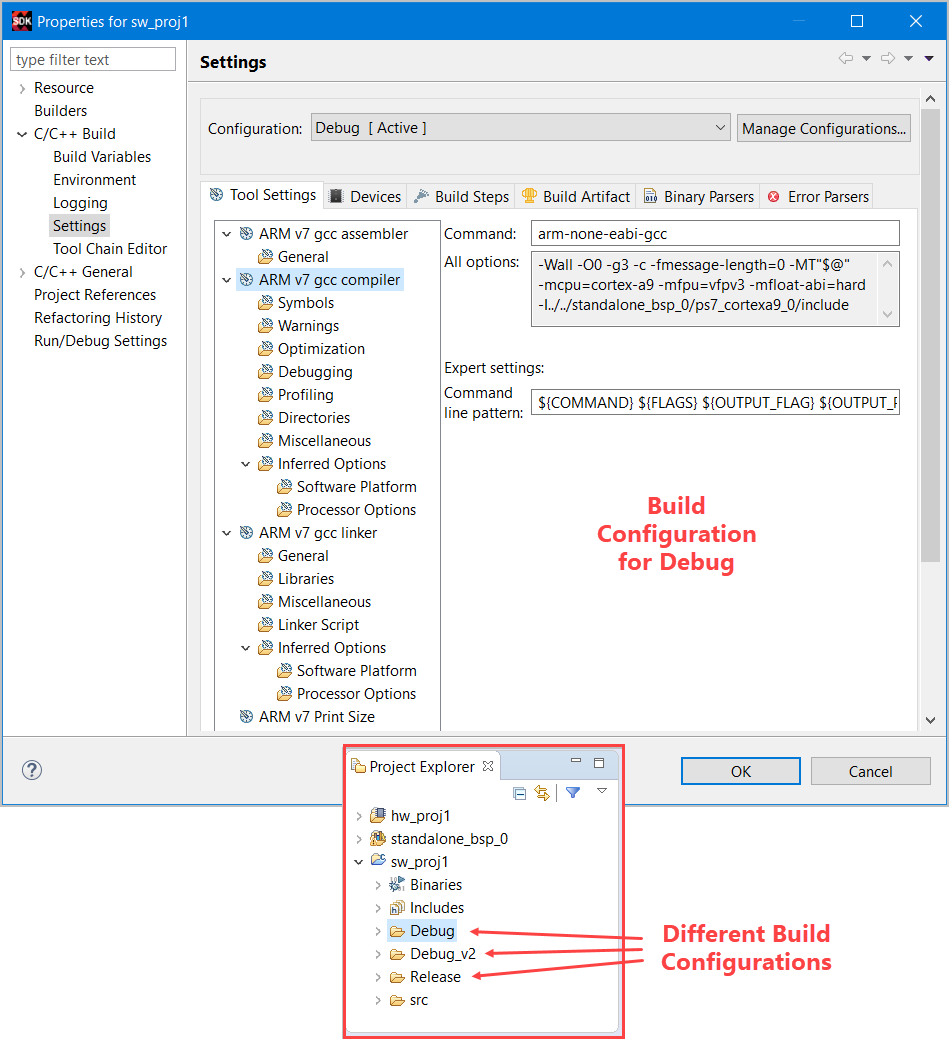 SDK
Properties for sw_proj1
type filter text
Resource
Builders
C/C++ Build
Build Variables
Environment
Logging
Settings
Tool Chain Editor
C/C++ General
Project References
Refactoring History
Run/Debug Settings
Settings
Configuration:
Debug [ Active ]
Manage Configurations...
Tool Settings
Devices
Build Steps
Build Artifact
Binary Parsers
Error Parsers
ARM v7 gcc assembler
General
ARM v7 gcc compiler
Symbols
Warnings
Optimization
Debugging
Profiling
Directories
Miscellaneous
Inferred Options
Software Platform
Processor Options
ARM v7 gcc linker
General
Libraries
Miscellaneous
Linker Script
Inferred Options
Software Platform
Processor Options
ARM v7 Print Size
Command:
arm-none-eabi-gcc
All options:
-Wall -O0 -g3 -c -fmessage-length=0 -MT"$@"
-mcpu=cortex-a9 -mfpu=vfpv3 -mfloat-abi=hard
-I../../standalone_bsp_0/ps7_cortexa9_0/include
Expert settings:
Command
line pattern:
${COMMAND} ${FLAGS} ${OUTPUT_FLAG} ${OUTPUT_F
Build
Configuration
for Debug
OK
Cancel
Project Explorer
hw_proj1
standalone_bsp_0
sw_proj1
Binaries
Includes
Debug
Debug_v2
Release
src
Different Build
Configurations